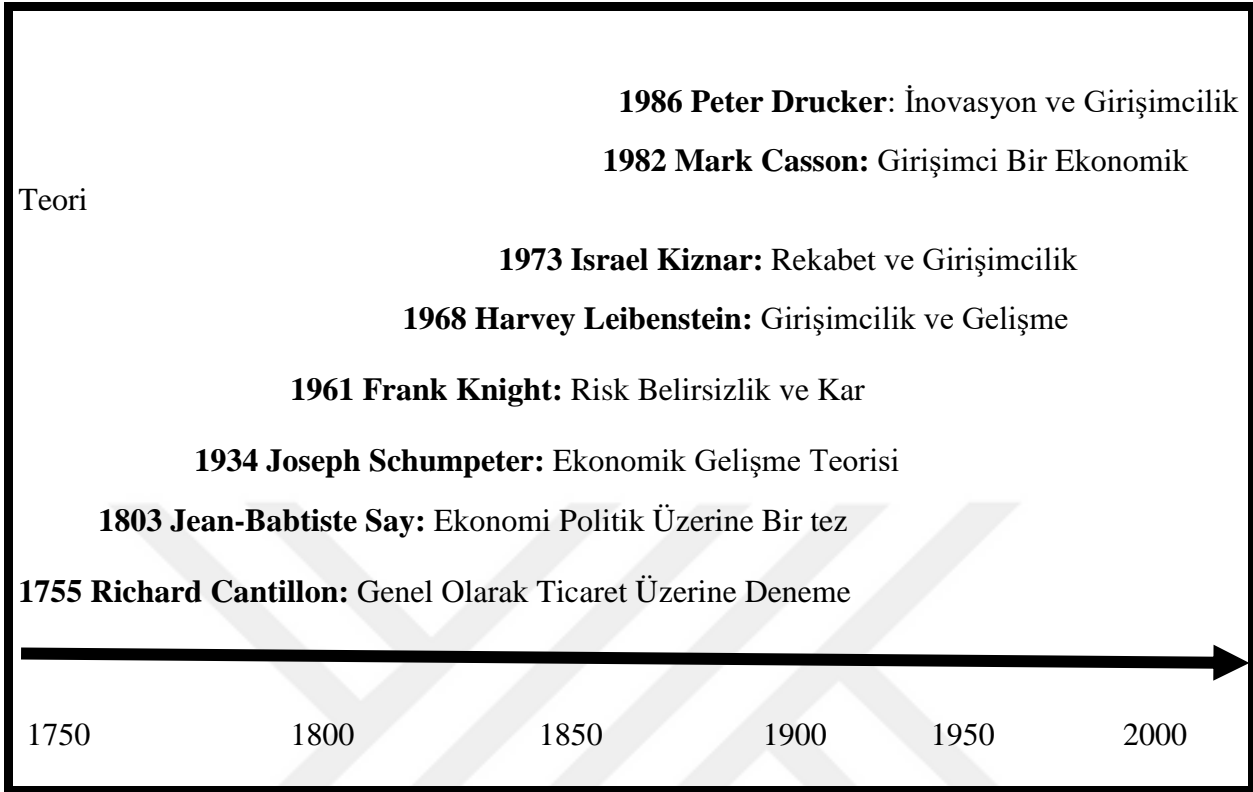 1986 Peter Drucker: İnovasyon ve Girişimcilik
1982 Mark Casson: Girişimci Bir Ekonomik
Teori
1973 Israel Kiznar: Rekabet ve Girişimcilik
1968 Harvey Leibenstein: Girişimcilik ve Gelişme
1961 Frank Knight: Risk Belirsizlik ve Kar
1934 Joseph Schumpeter: Ekonomik Gelişme Teorisi
1803 Jean-Babtiste Say: Ekonomi Politik Üzerine Bir tez
1755 Richard Cantillon: Genel Olarak Ticaret Üzerine Deneme
1750 1800 1850 1900 1950 2000